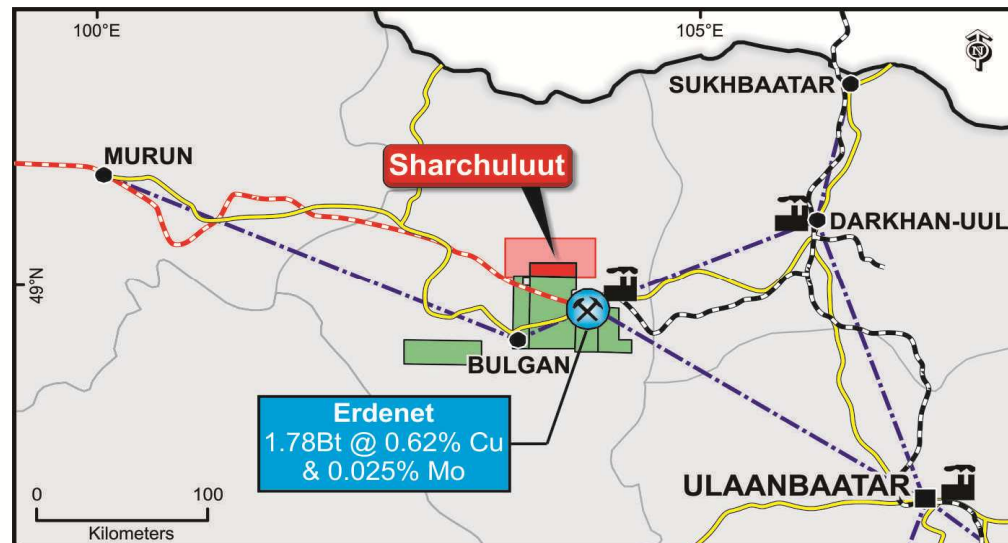 100°E
105°E
N
SUKHBAATAR
MURUN
Sharchuluut
DARKHAN-UUL
49°N
BULGAN
Erdenet
1.78Bt @ 0.62% Cu
& 0.025% Mo
ULAANBAATAR
0 100
Kilometers